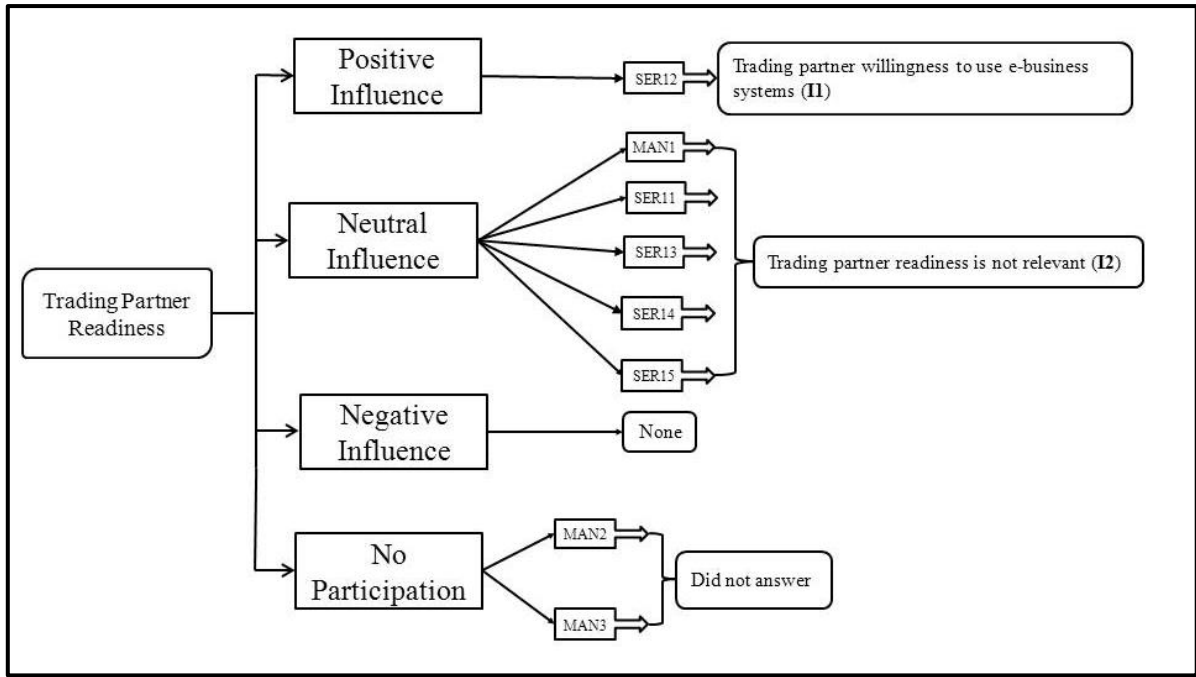 Trading Partner
Readiness
Positive
Influence
SER12
Trading partner willingness to use e-business
systems (I1)
Neutral
Influence
MAN1
SER11
SER13
SER14
SER15
Trading partner readiness is not relevant (I2)
Negative
Influence
None
No
Participation
MAN2
MAN3
Did not answer